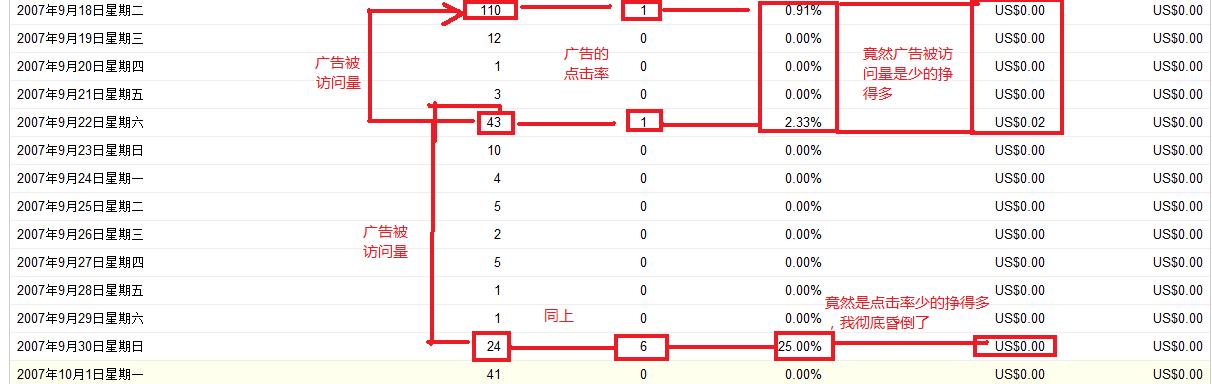 2007年9月18日星期二 110 1 0.91% US$0.00 US$0.00
2007年9月19日星期三 12 0 0.00% US$0.00 US$0.00
2007年9月20日星期四 1 0 0.00% US$0.00 US$0.00
2007年9月21日星期五 3 0 0.00% US$0.00 US$0.00
2007年9月22日星期六 43 1 2.33% US$0.02 US$0.00
2007年9月23日星期日 10 0 0.00% US$0.00 US$0.00
2007年9月24日星期一 4 0 0.00% US$0.00 US$0.00
2007年9月25日星期二 5 0 0.00% US$0.00 US$0.00
2007年9月26日星期三 2 0 0.00% US$0.00 US$0.00
2007年9月27日星期四 5 0 0.00% US$0.00 US$0.00
2007年9月28日星期五 1 0 0.00% US$0.00 US$0.00
2007年9月29日星期六 1 0 0.00% US$0.00 US$0.00
2007年9月30日星期日 24 6 25.00% US$0.00 US$0.00
2007年10月1日星期一 41 0 0.00% US$0.00 US$0.00
广告被
访问量
广告的
点击率
竟然广告被访
问量是少的挣
得多
广告被
访问量
同上
竟然是点击率少的挣得多
，我彻底昏倒了